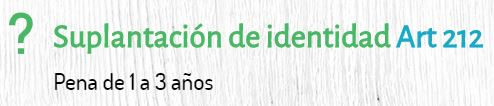 ? Suplantación de identidad Art 212
Pena de 1 a 3 años